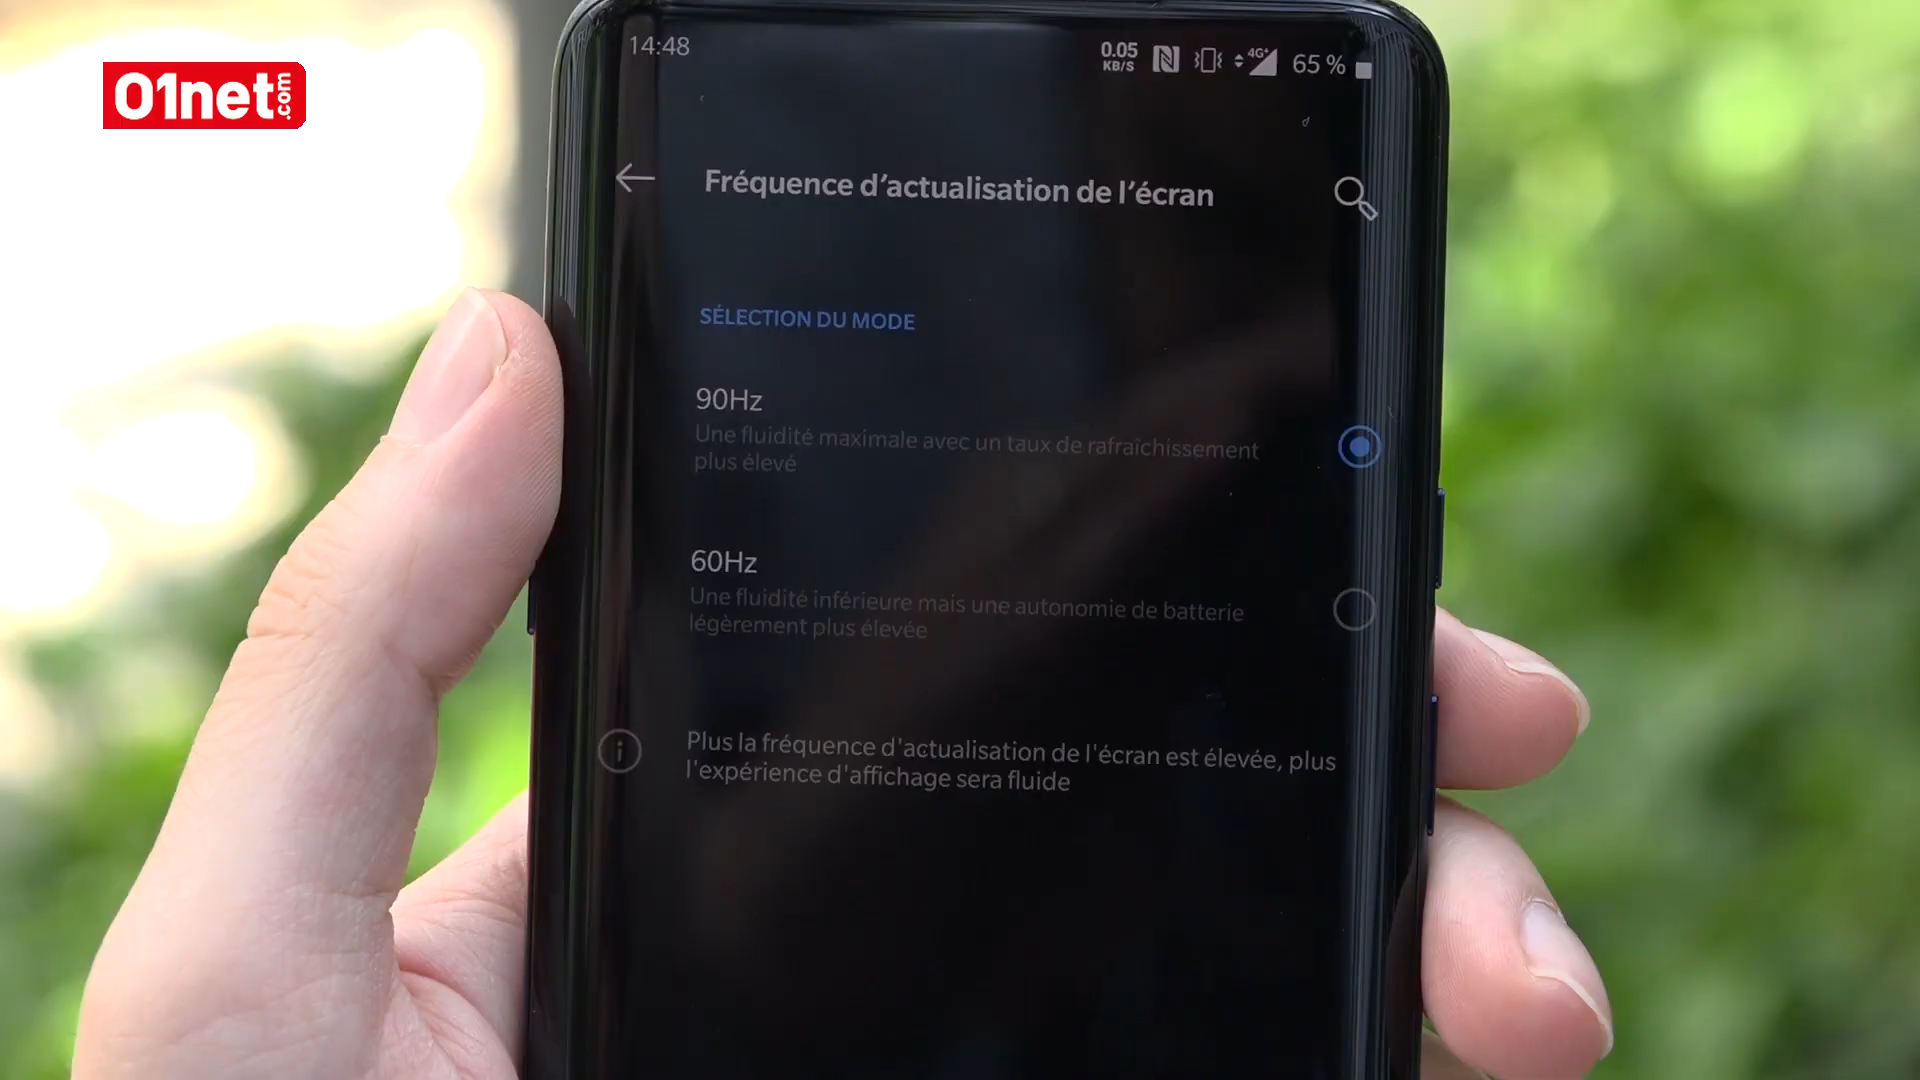 01net.com
14:48
0.05 KB/S 4G+ 65 %
Fréquence d'actualisation de l'écran
SÉLECTION DU MODE
90Hz
Une fluidité maximale avec un taux de rafraîchissement
plus élevé
60Hz
Une fluidité inférieure mais une autonomie de batterie
légèrement plus élevée
Plus la fréquence d'actualisation de l'écran est élevée, plus
l'expérience d'affichage sera fluide